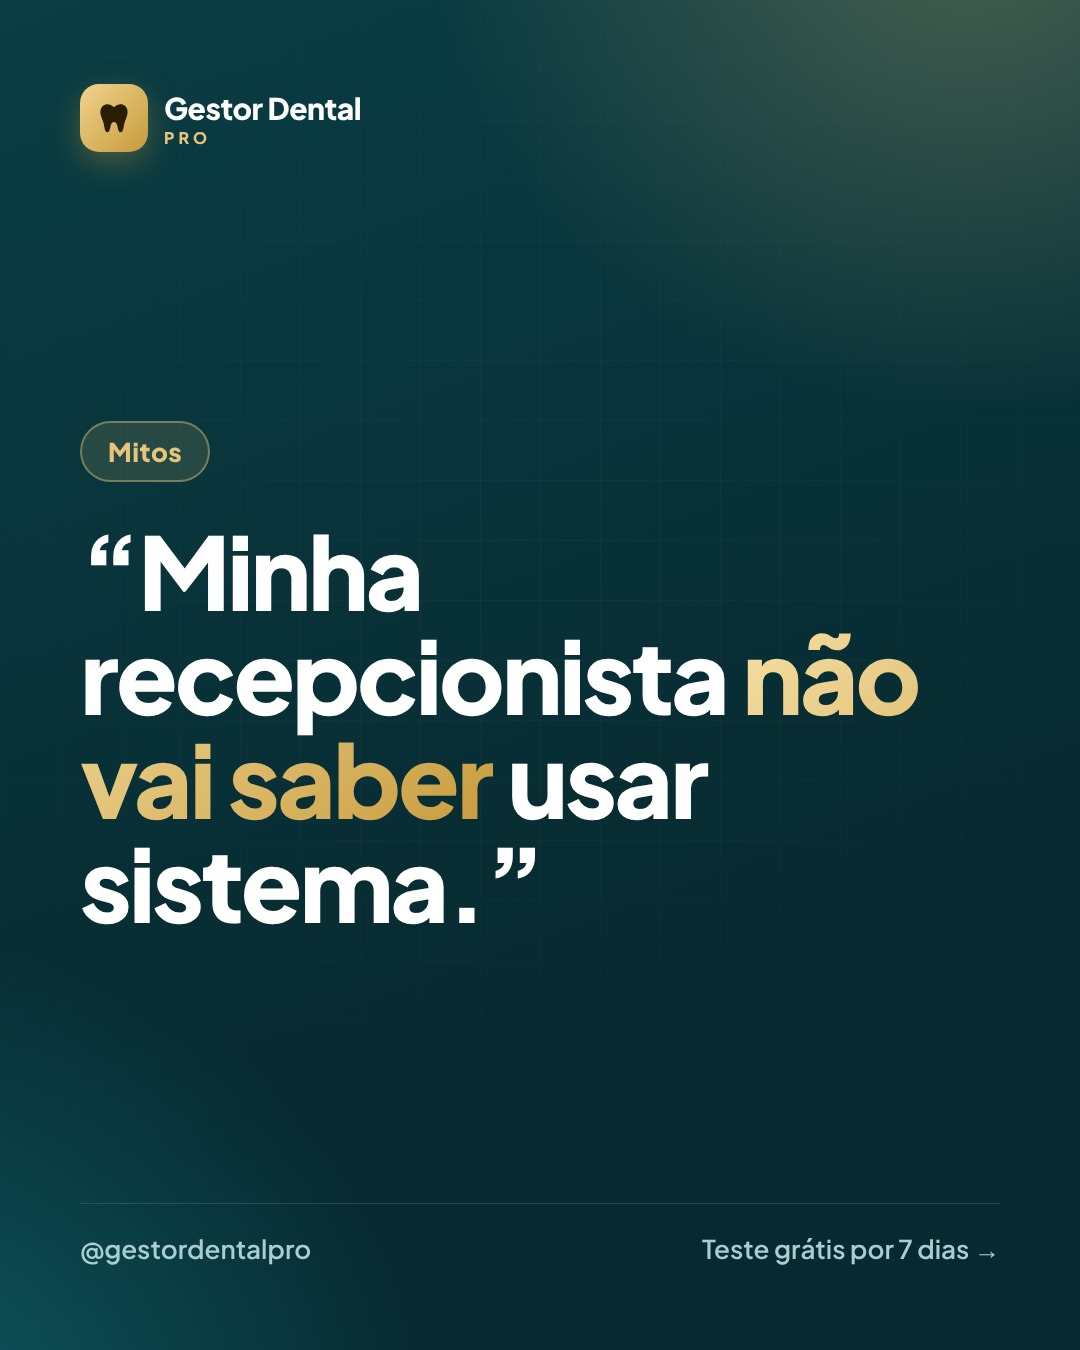 Gestor Dental
PRO
Mitos
“Minha
recepcionista não
vai saber usar
sistema.”
@gestordentalpro
Teste grátis por 7 dias →